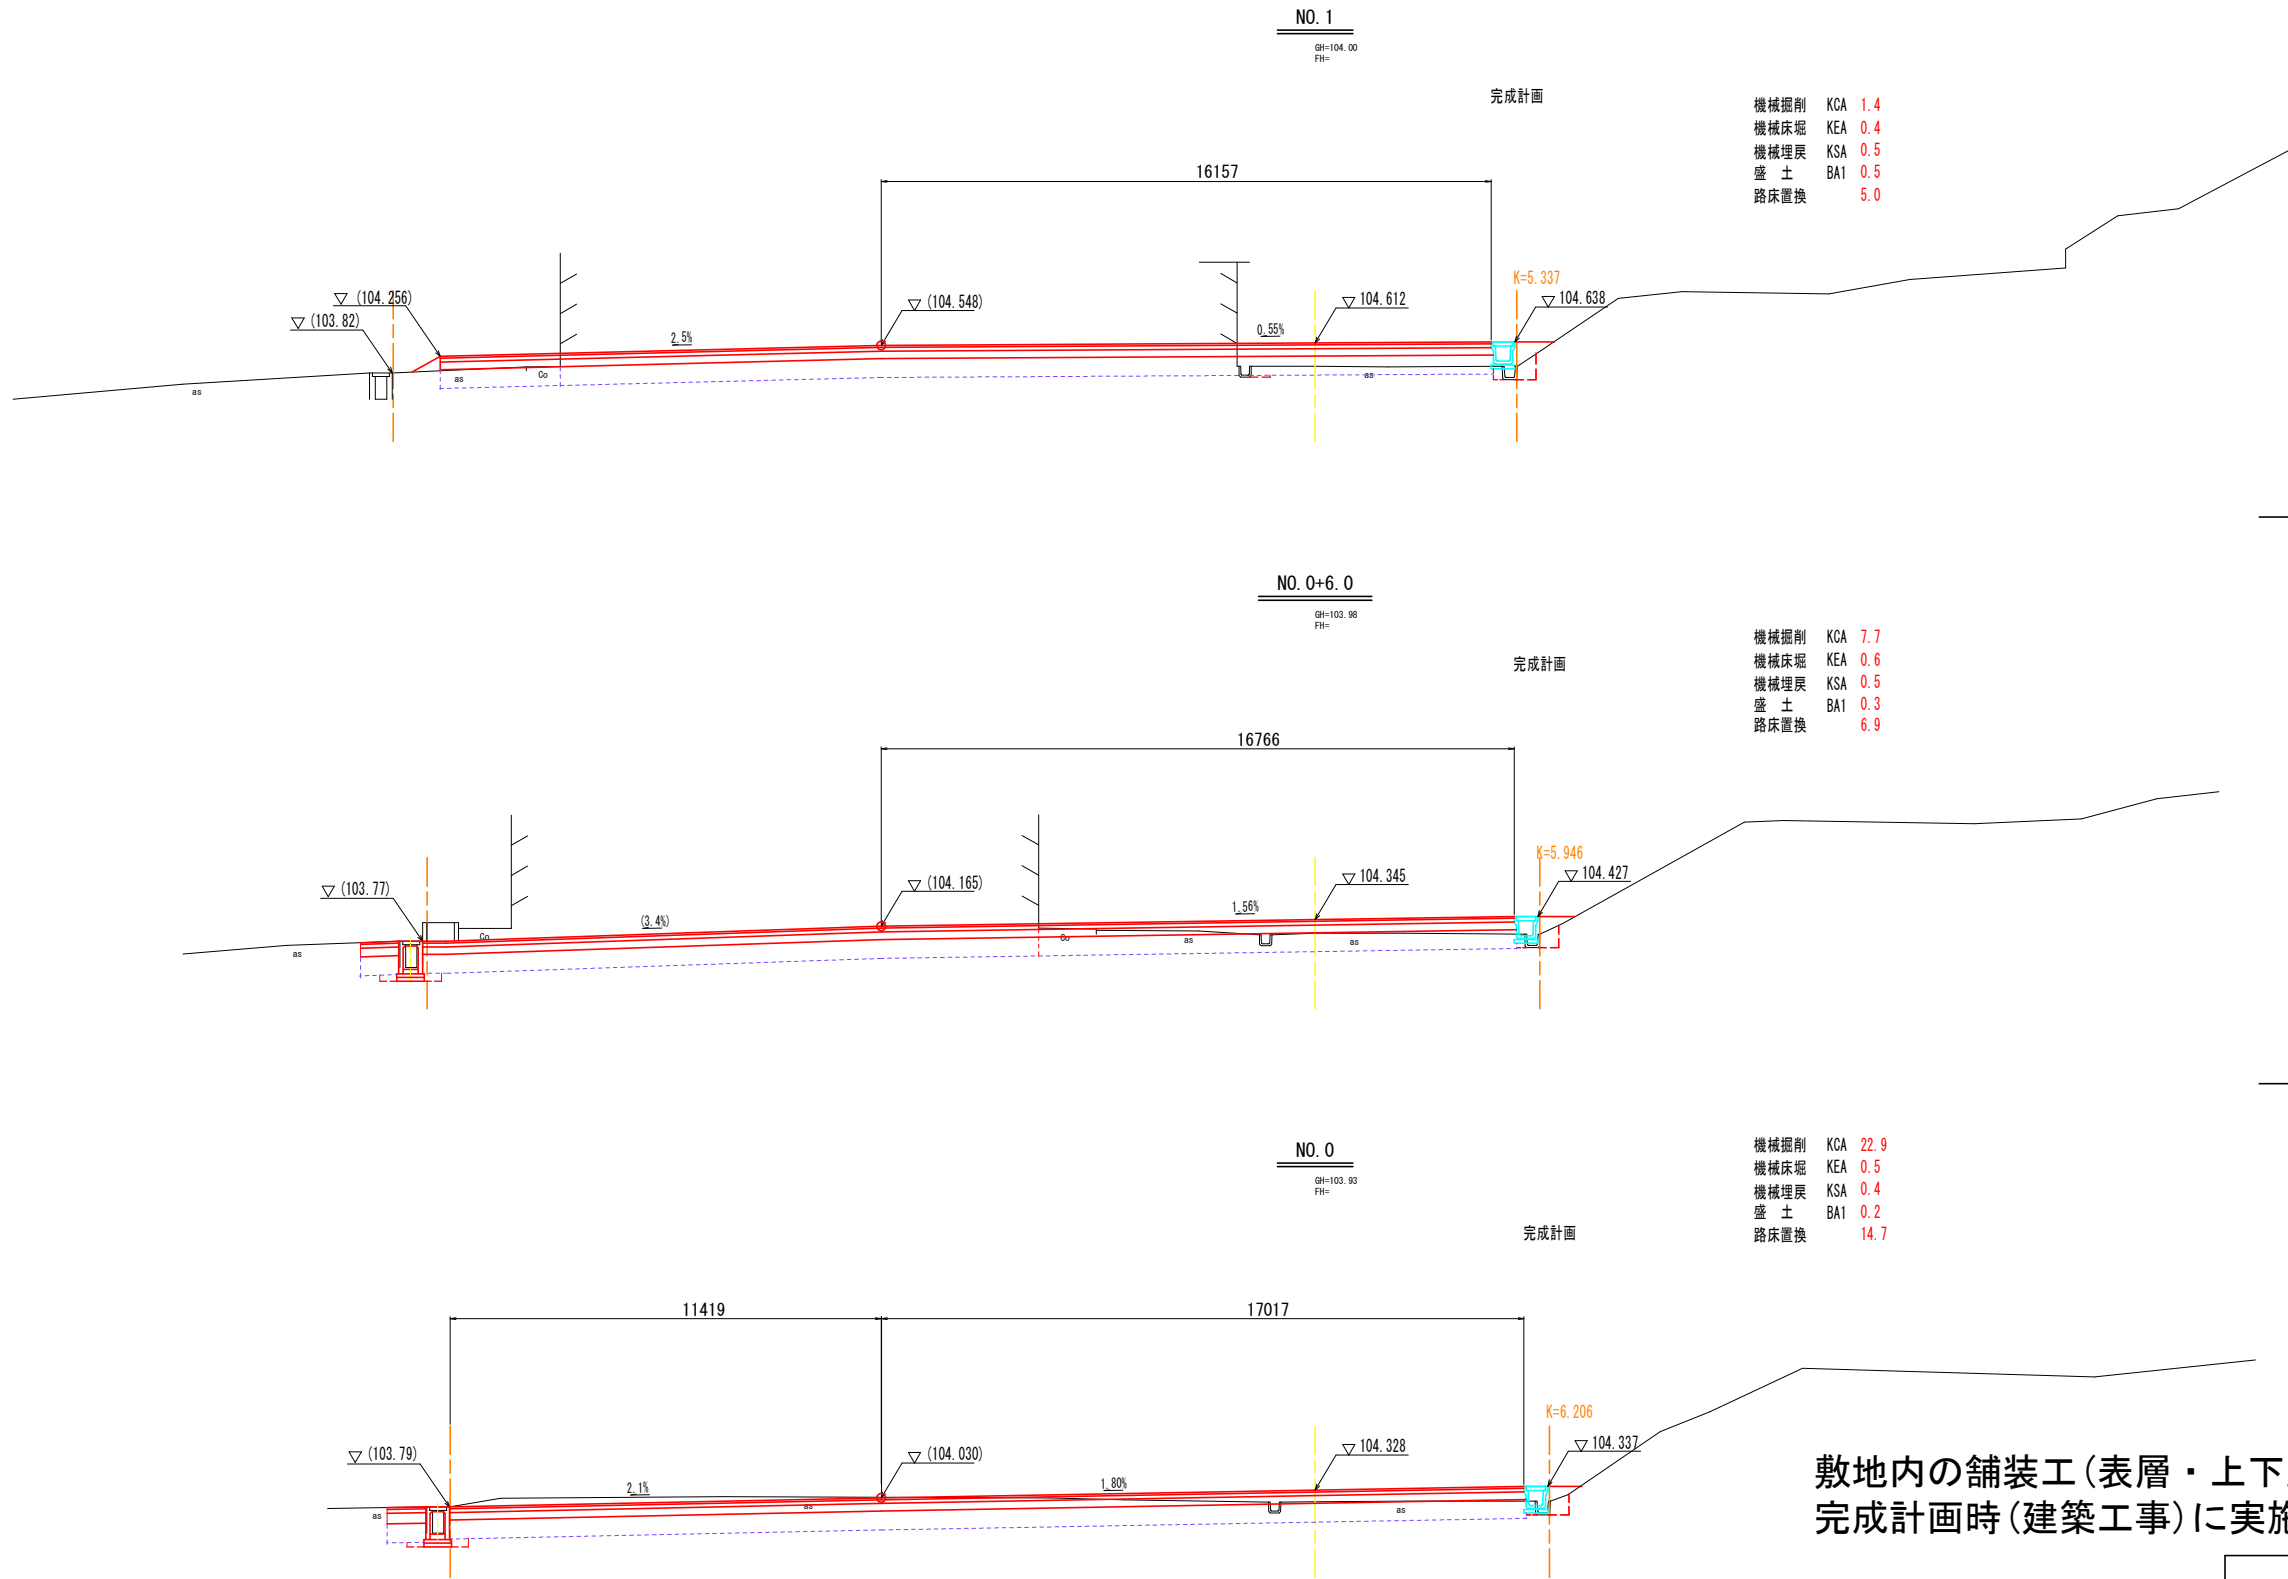 NO.1
GH=104.00
FH=
完成計画
機械掘削 KCA 1.4
機械床堀 KEA 0.4
機械埋戻 KSA 0.5
盛 土 BA1 0.5
路床置換 5.0
16157
K=5.337
(104.256)
(103.82)
(104.548)
104.612
104.638
2.5%
0.55%
as
as
Co
as
NO.0+6.0
GH=103.98
FH=
完成計画
機械掘削 KCA 7.7
機械床堀 KEA 0.6
機械埋戻 KSA 0.5
盛 土 BA1 0.3
路床置換 6.9
16766
K=5.946
(103.77)
(104.165)
104.345
104.427
(3.4%)
1.56%
as
Co
Co
as
as
NO.0
GH=103.93
FH=
完成計画
機械掘削 KCA 22.9
機械床堀 KEA 0.5
機械埋戻 KSA 0.4
盛 土 BA1 0.2
路床置換 14.7
11419
17017
K=6.206
(103.79)
(104.030)
104.328
104.337
2.1%
1.80%
as
as
as
敷地内の舗装工(表層・上下
完成計画時(建築工事)に実施